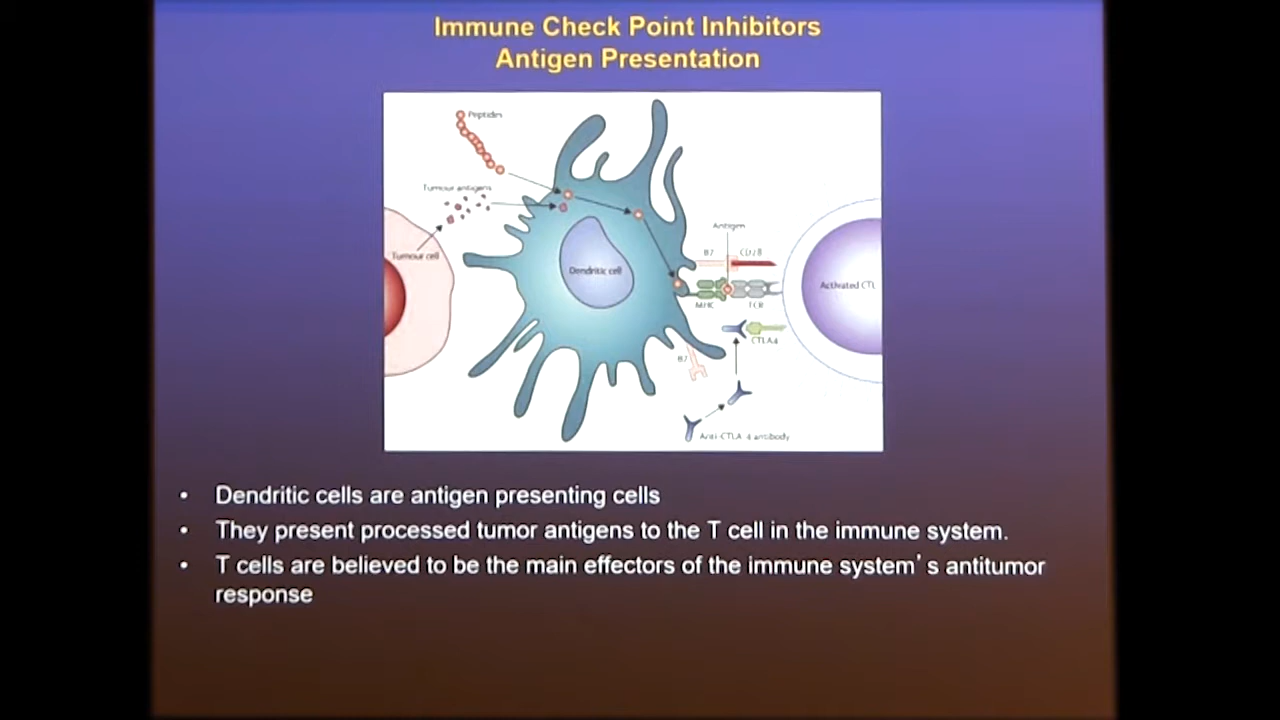 Immune Check Point Inhibitors
Antigen Presentation
Peptides
Tumour antigens
Tumour cell
Dendritic cell
Antigen
B7
CD28
MHC
TCR
Activated CTL
CTLA4
B7
Anti-CTLA 4 antibody
• Dendritic cells are antigen presenting cells
• They present processed tumor antigens to the T cell in the immune system.
• T cells are believed to be the main effectors of the immune system's antitumor
response